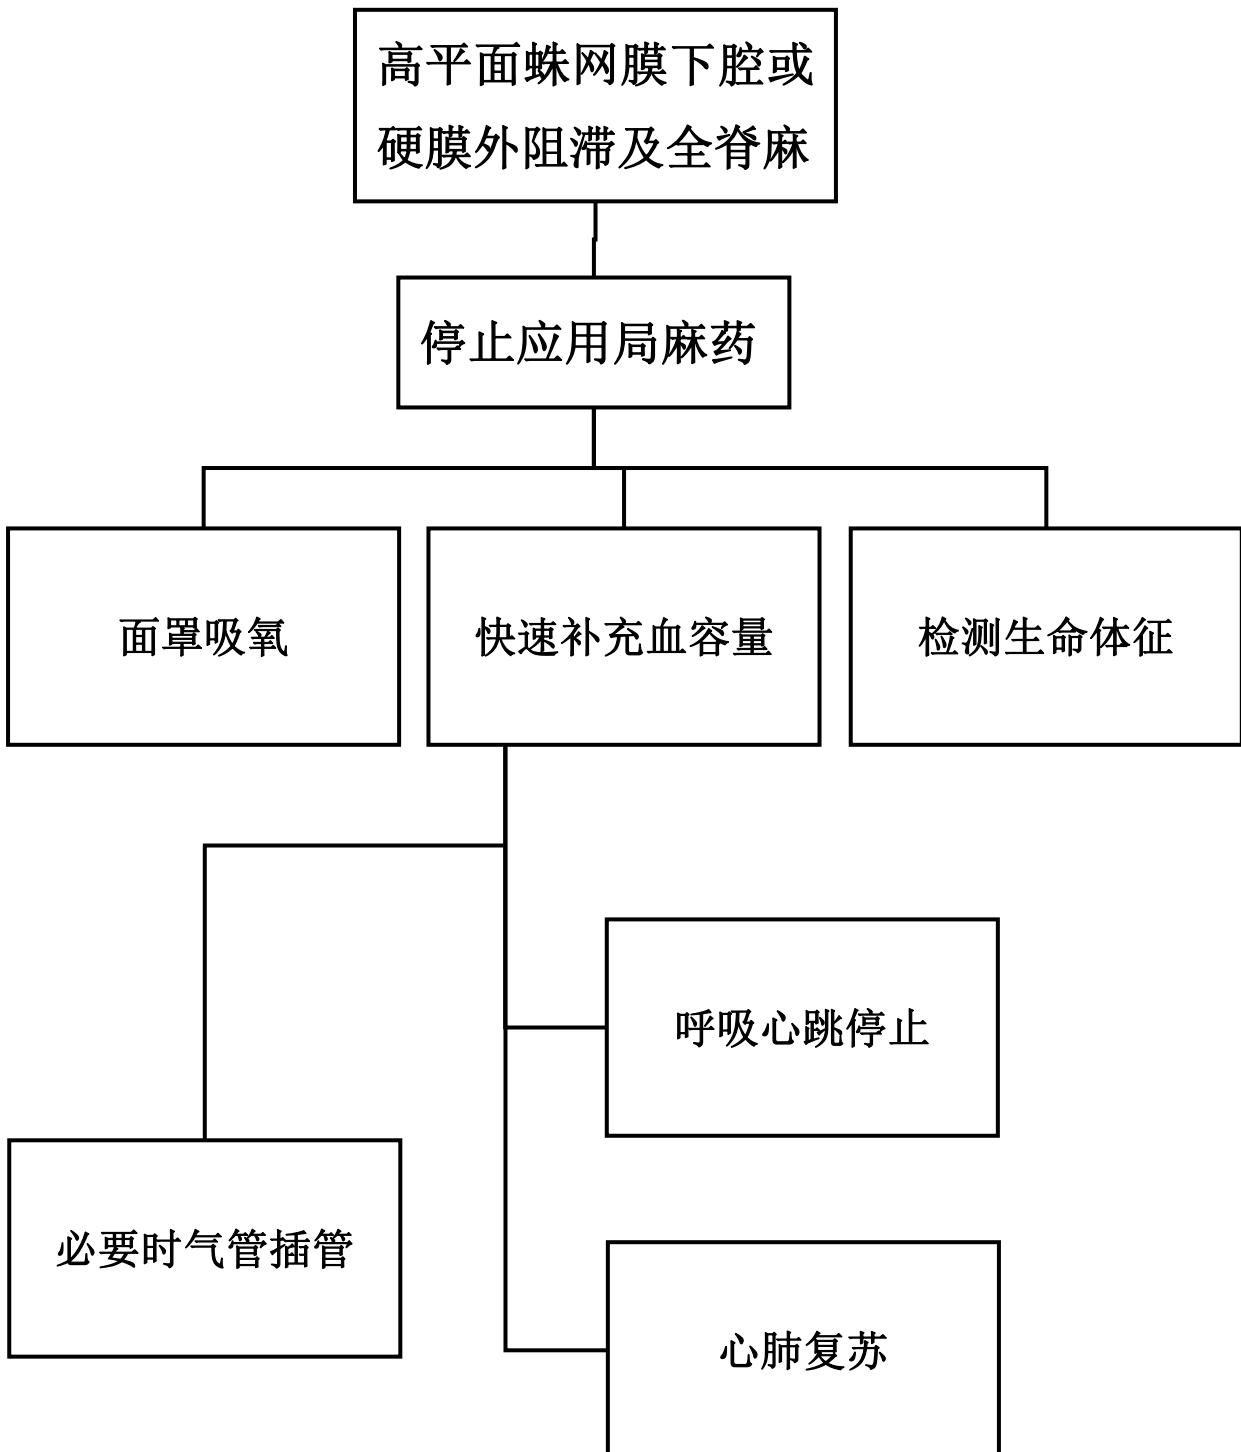 高平面蛛网膜下腔或
硬膜外阻滞及全脊麻
停止应用局麻药
面罩吸氧
快速补充血容量
检测生命体征
呼吸心跳停止
必要时气管插管
心肺复苏